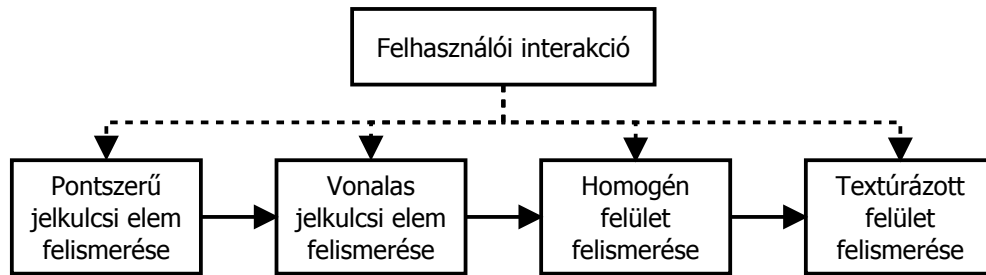 Felhasználói interakció
Pontszerű
jelkulcsi elem
felismerése
Vonalas
jelkulcsi elem
felismerése
Homogén
felület
felismerése
Textúrázott
felület
felismerése